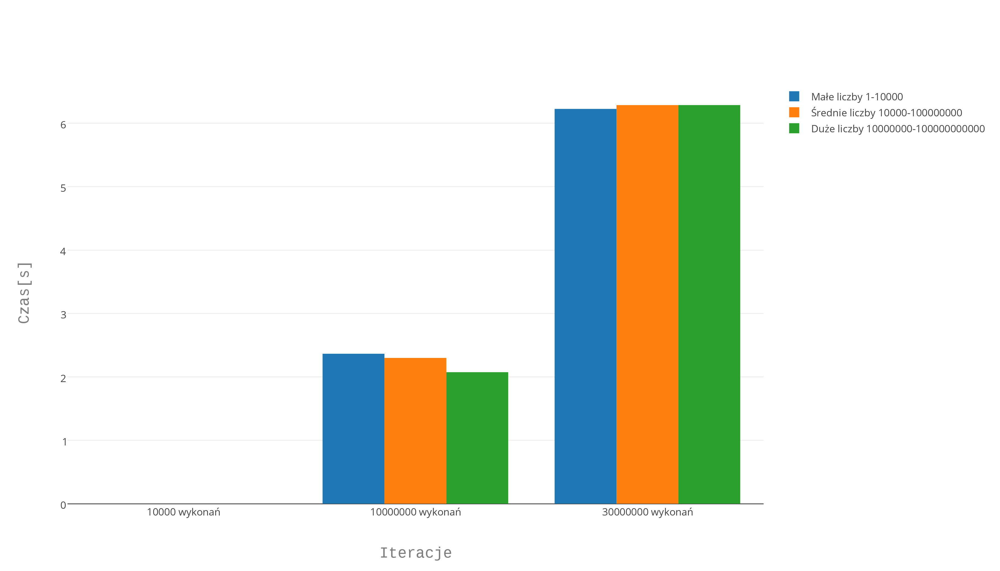 Małe liczby 1-10000
Średnie liczby 10000-100000000
Duże liczby 10000000-100000000000
6
5
4
3
2
1
0
Czas[s]
10000 wykonań
10000000 wykonań
30000000 wykonań
Iteracje